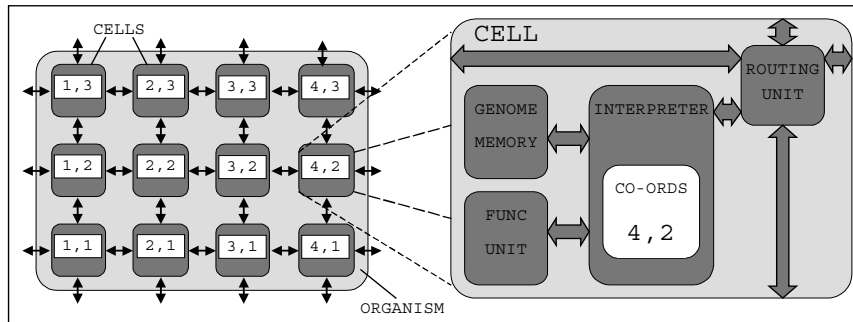 CELLS
1,3 2,3 3,3 4,3
1,2 2,2 3,2 4,2
1,1 2,1 3,1 4,1
ORGANISM
CELL
ROUTING
UNIT
GENOME
MEMORY
INTERPRETER
CO-ORDS
4,2
FUNC
UNIT